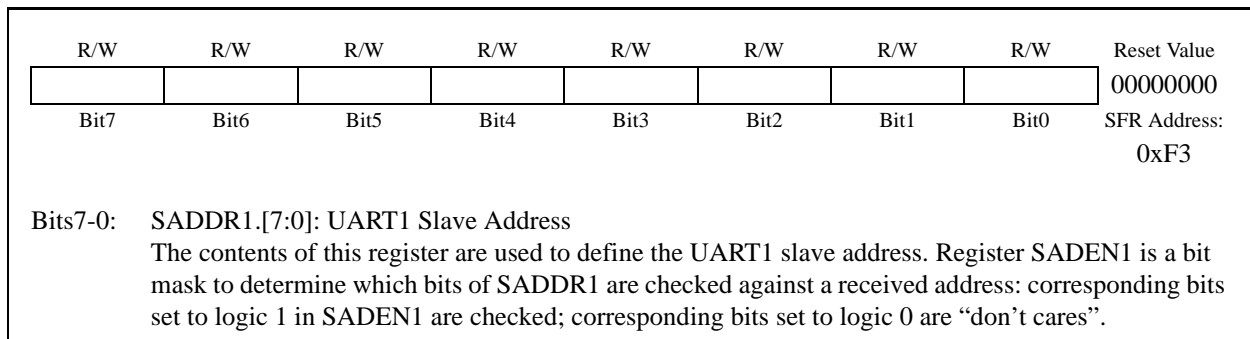 R/W R/W R/W R/W R/W R/W R/W R/W Reset Value
00000000
Bit7 Bit6 Bit5 Bit4 Bit3 Bit2 Bit1 Bit0 SFR Address:
0xF3
Bits7-0: SADDR1.[7:0]: UART1 Slave Address
The contents of this register are used to define the UART1 slave address. Register SADEN1 is a bit
mask to determine which bits of SADDR1 are checked against a received address: corresponding bits
set to logic 1 in SADEN1 are checked; corresponding bits set to logic 0 are “don’t cares”.